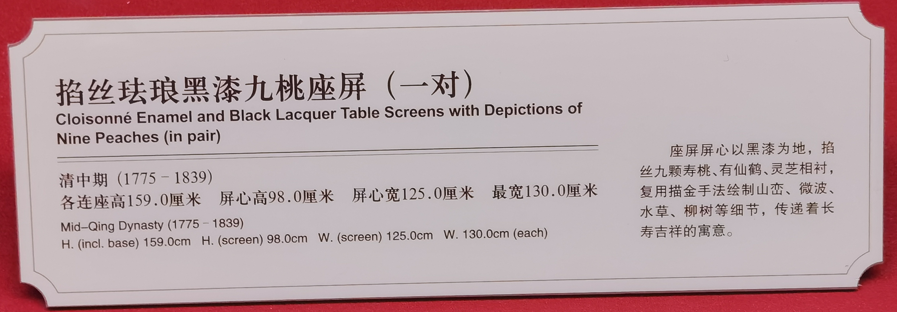 掐丝珐琅黑漆九桃座屏（一对）
Cloisonné Enamel and Black Lacquer Table Screens with Depictions of
Nine Peaches (in pair)
清中期（1775－1839）
各连座高159.0厘米 屏心高98.0厘米 屏心宽125.0厘米 最宽130.0厘米
Mid-Qing Dynasty (1775－1839)
H. (incl. base) 159.0cm H. (screen) 98.0cm W. (screen) 125.0cm W. 130.0cm (each)
座屏屏心以黑漆为地，掐
丝九颗寿桃、有仙鹤、灵芝相衬，
复用描金手法绘制山峦、微波、
水草、柳树等细节，传递着长
寿吉祥的寓意。